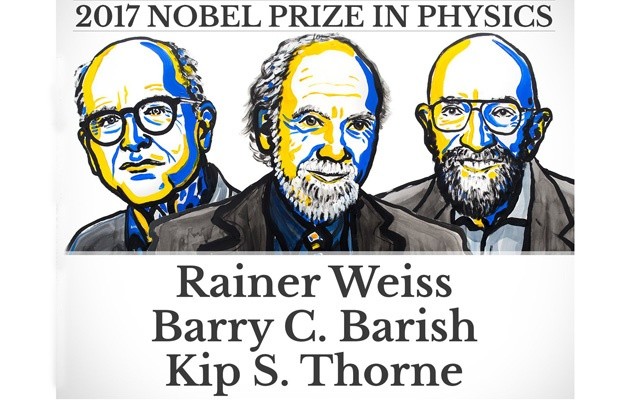 2017 NOBEL PRIZE IN PHYSICS
Rainer Weiss
Barry C. Barish
Kip S. Thorne